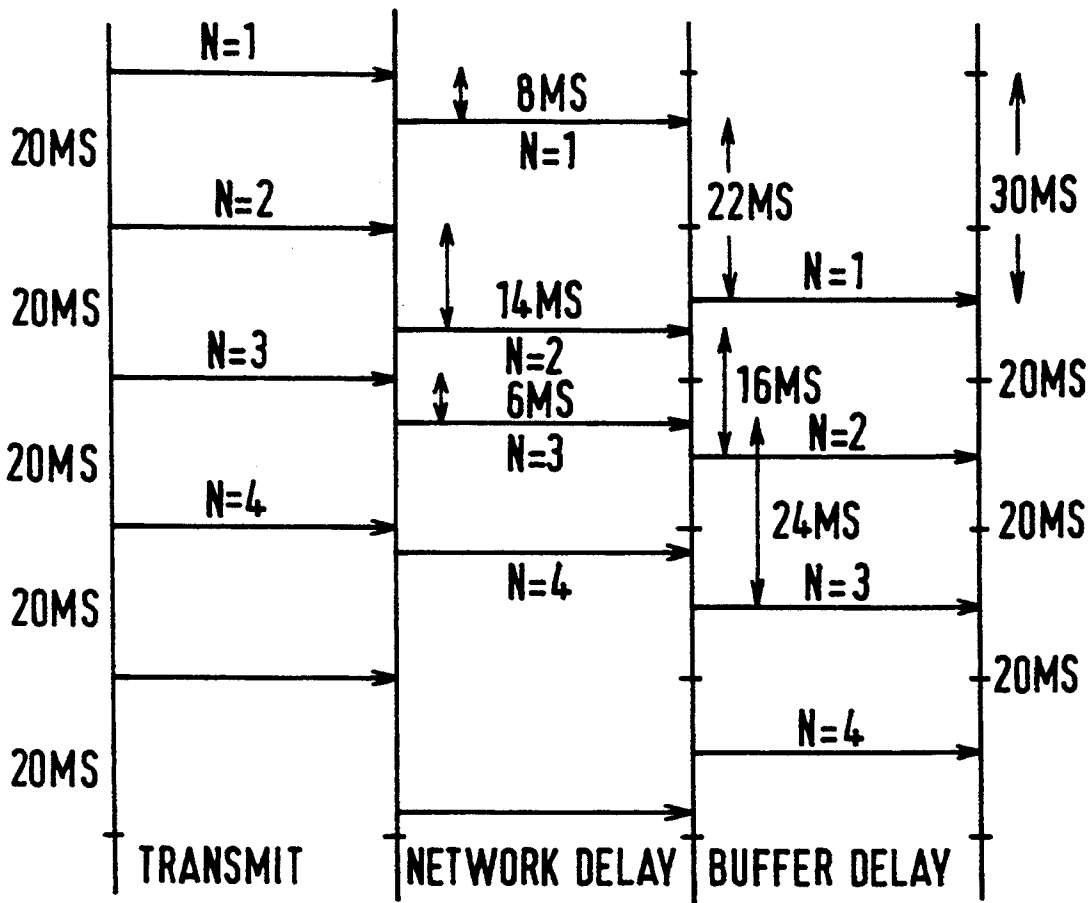 N=1
8MS
N=1
20MS
N=2
22MS
30MS
N=1
14MS
20MS
N=2
N=3
6MS
16MS
20MS
N=2
N=3
20MS
N=4
24MS
20MS
N=4
N=3
20MS
20MS
N=4
20MS
TRANSMIT
NETWORK DELAY
BUFFER DELAY